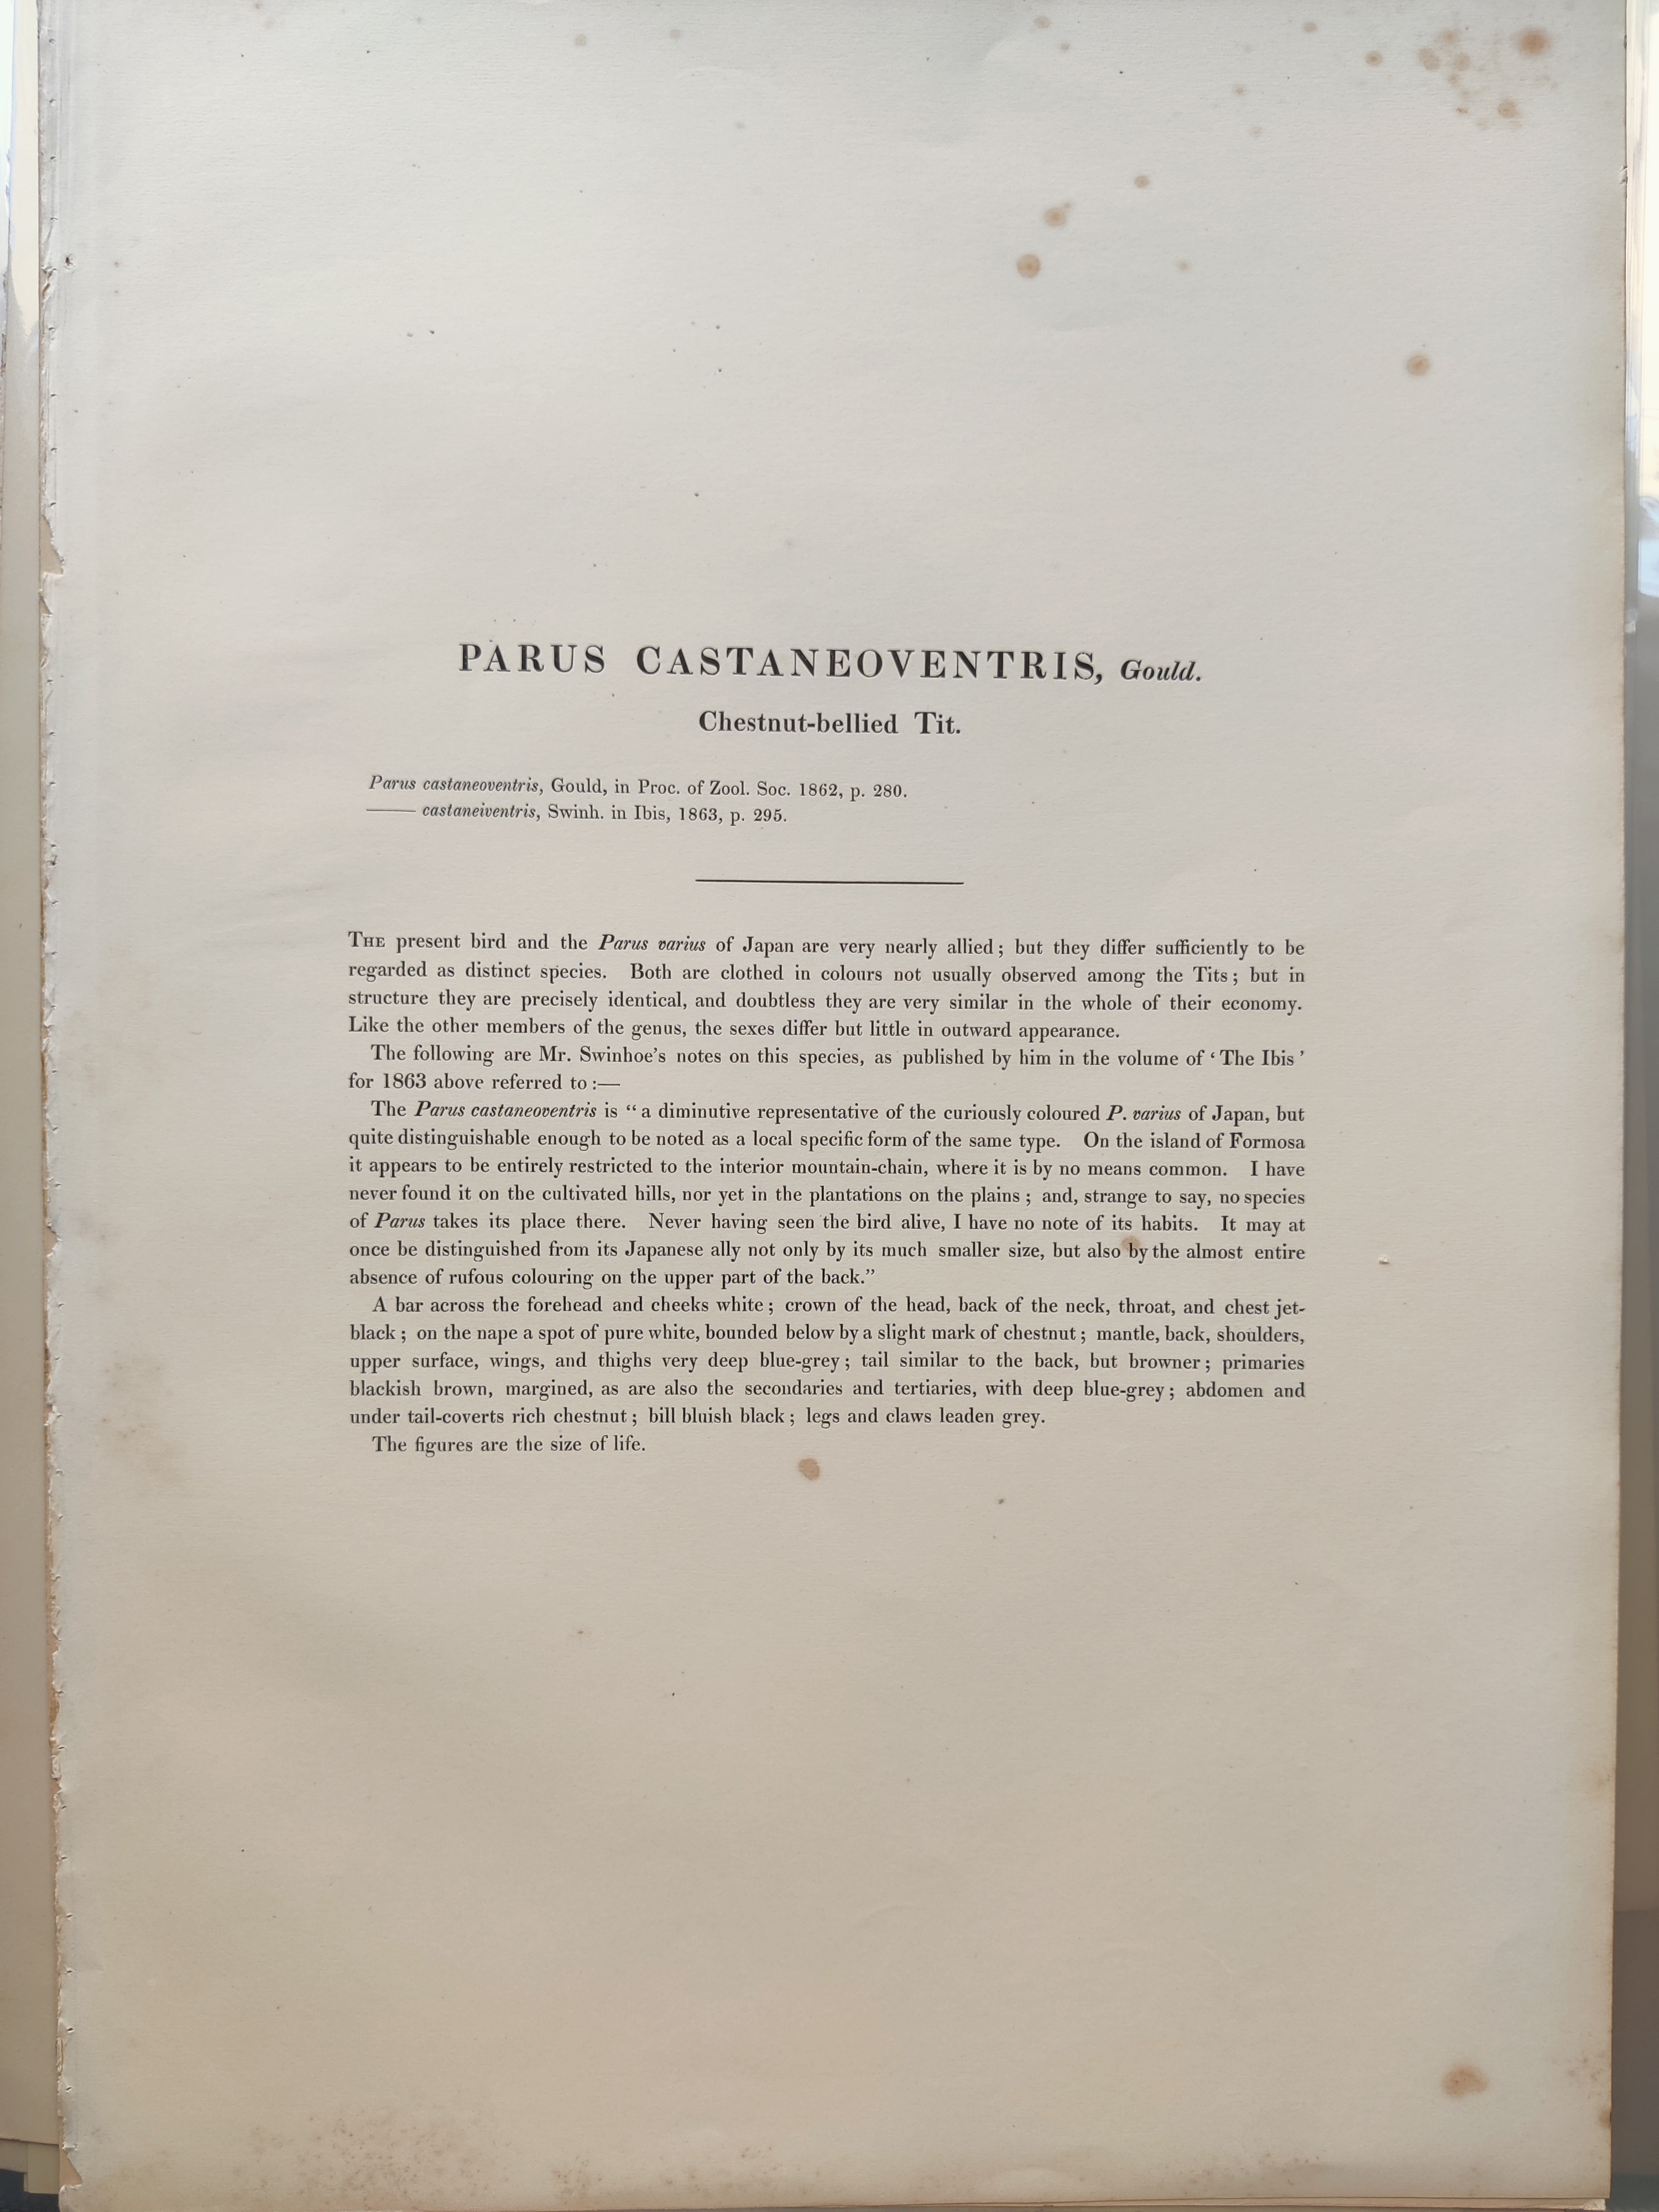 PARUS CASTANEOVENTRIS, Gould.
Chestnut-bellied Tit.
Parus castaneoventris, Gould, in Proc. of Zool. Soc. 1862, p. 280.
—— castaneiventris, Swinh. in Ibis, 1863, p. 295.
THE present bird and the Parus varius of Japan are very nearly allied; but they differ sufficiently to be
regarded as distinct species. Both are clothed in colours not usually observed among the Tits; but in
structure they are precisely identical, and doubtless they are very similar in the whole of their economy.
Like the other members of the genus, the sexes differ but little in outward appearance.
The following are Mr. Swinhoe's notes on this species, as published by him in the volume of ‘The Ibis’
for 1863 above referred to:—
The Parus castaneoventris is “a diminutive representative of the curiously coloured P. varius of Japan, but
quite distinguishable enough to be noted as a local specific form of the same type. On the island of Formosa
it appears to be entirely restricted to the interior mountain-chain, where it is by no means common. I have
never found it on the cultivated hills, nor yet in the plantations on the plains; and, strange to say, no species
of Parus takes its place there. Never having seen the bird alive, I have no note of its habits. It may at
once be distinguished from its Japanese ally not only by its much smaller size, but also by the almost entire
absence of rufous colouring on the upper part of the back.”
A bar across the forehead and cheeks white; crown of the head, back of the neck, throat, and chest jet-
black; on the nape a spot of pure white, bounded below by a slight mark of chestnut; mantle, back, shoulders,
upper surface, wings, and thighs very deep blue-grey; tail similar to the back, but browner; primaries
blackish brown, margined, as are also the secondaries and tertiaries, with deep blue-grey; abdomen and
under tail-coverts rich chestnut; bill bluish black; legs and claws leaden grey.
The figures are the size of life.